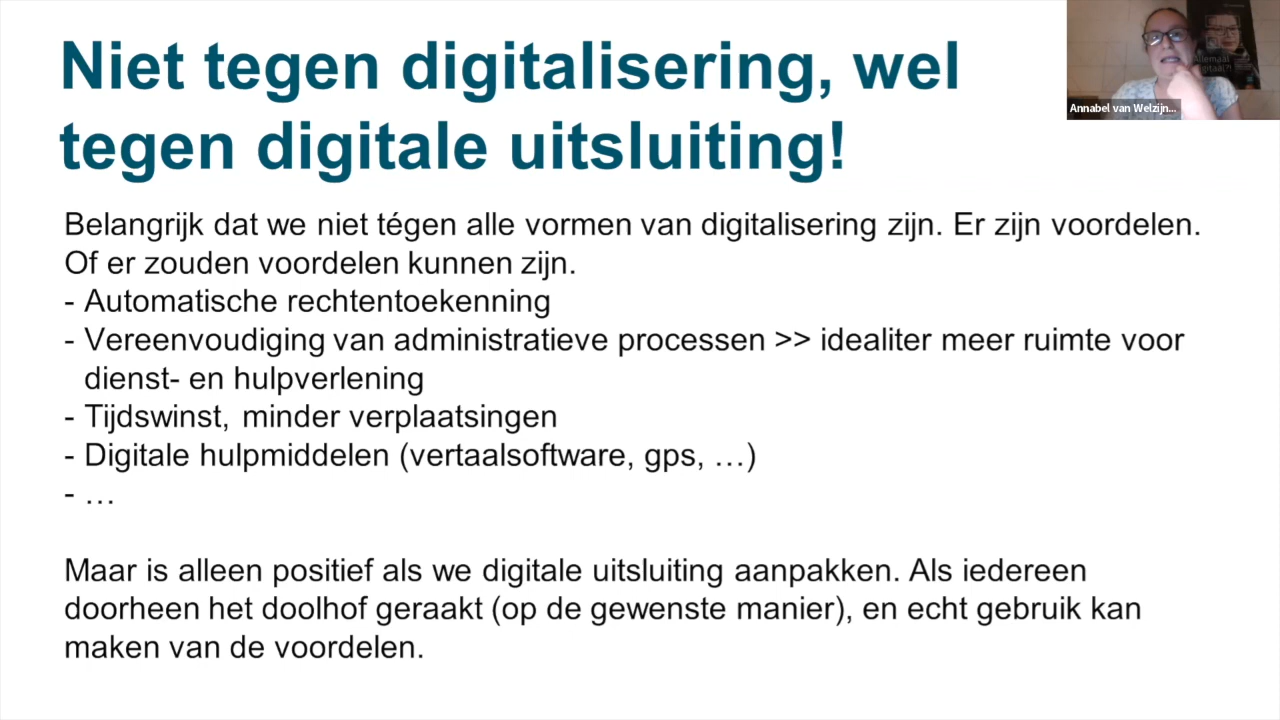 Niet tegen digitalisering, wel
tegen digitale uitsluiting!
Annabel van Welzijn...
Allemaal
digitaal?!
Belangrijk dat we niet tégen alle vormen van digitalisering zijn. Er zijn voordelen.
Of er zouden voordelen kunnen zijn.
- Automatische rechtentoekenning
- Vereenvoudiging van administratieve processen >> idealiter meer ruimte voor
dienst- en hulpverlening
- Tijdswinst, minder verplaatsingen
- Digitale hulpmiddelen (vertaalsoftware, gps, …)
- …
Maar is alleen positief als we digitale uitsluiting aanpakken. Als iedereen
doorheen het doolhof geraakt (op de gewenste manier), en echt gebruik kan
maken van de voordelen.